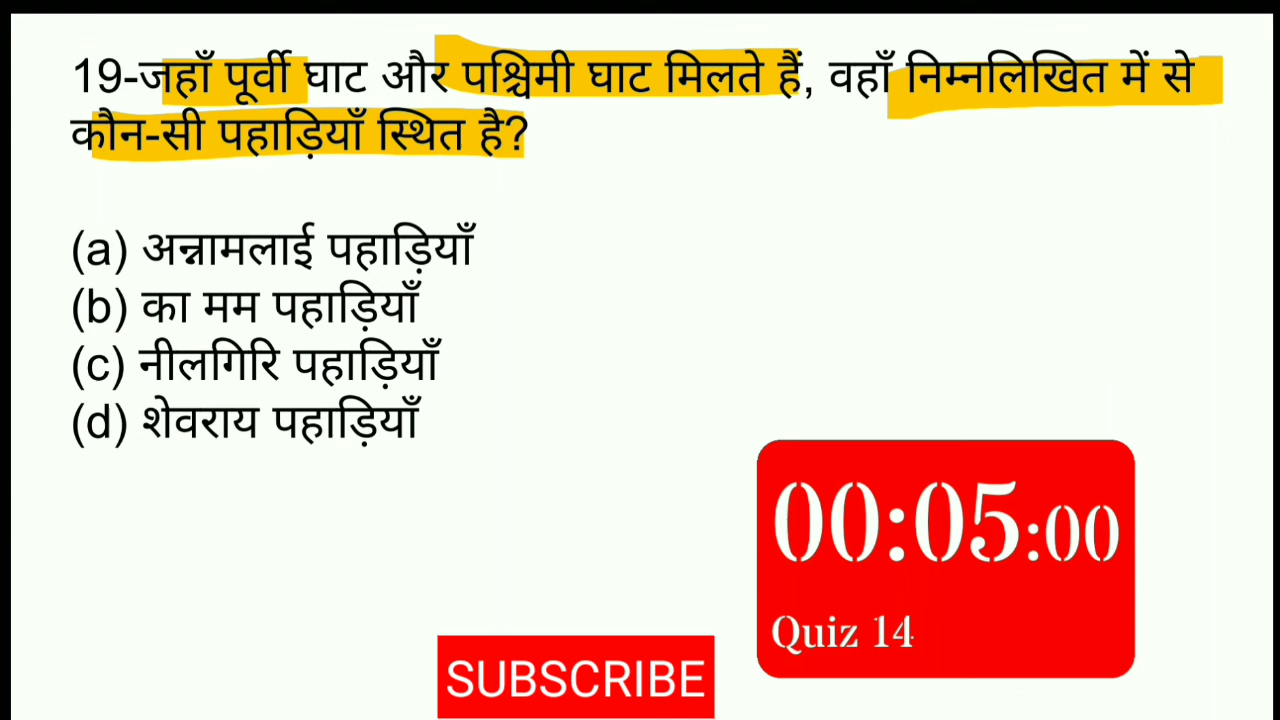 19-जहाँ पूर्वी घाट और पश्चिमी घाट मिलते हैं, वहाँ निम्नलिखित में से
कौन-सी पहाड़ियाँ स्थित है?
(a) अन्नामलाई पहाड़ियाँ
(b) का मम पहाड़ियाँ
(c) नीलगिरि पहाड़ियाँ
(d) शेवराय पहाड़ियाँ
00:05:00
Quiz 14
SUBSCRIBE